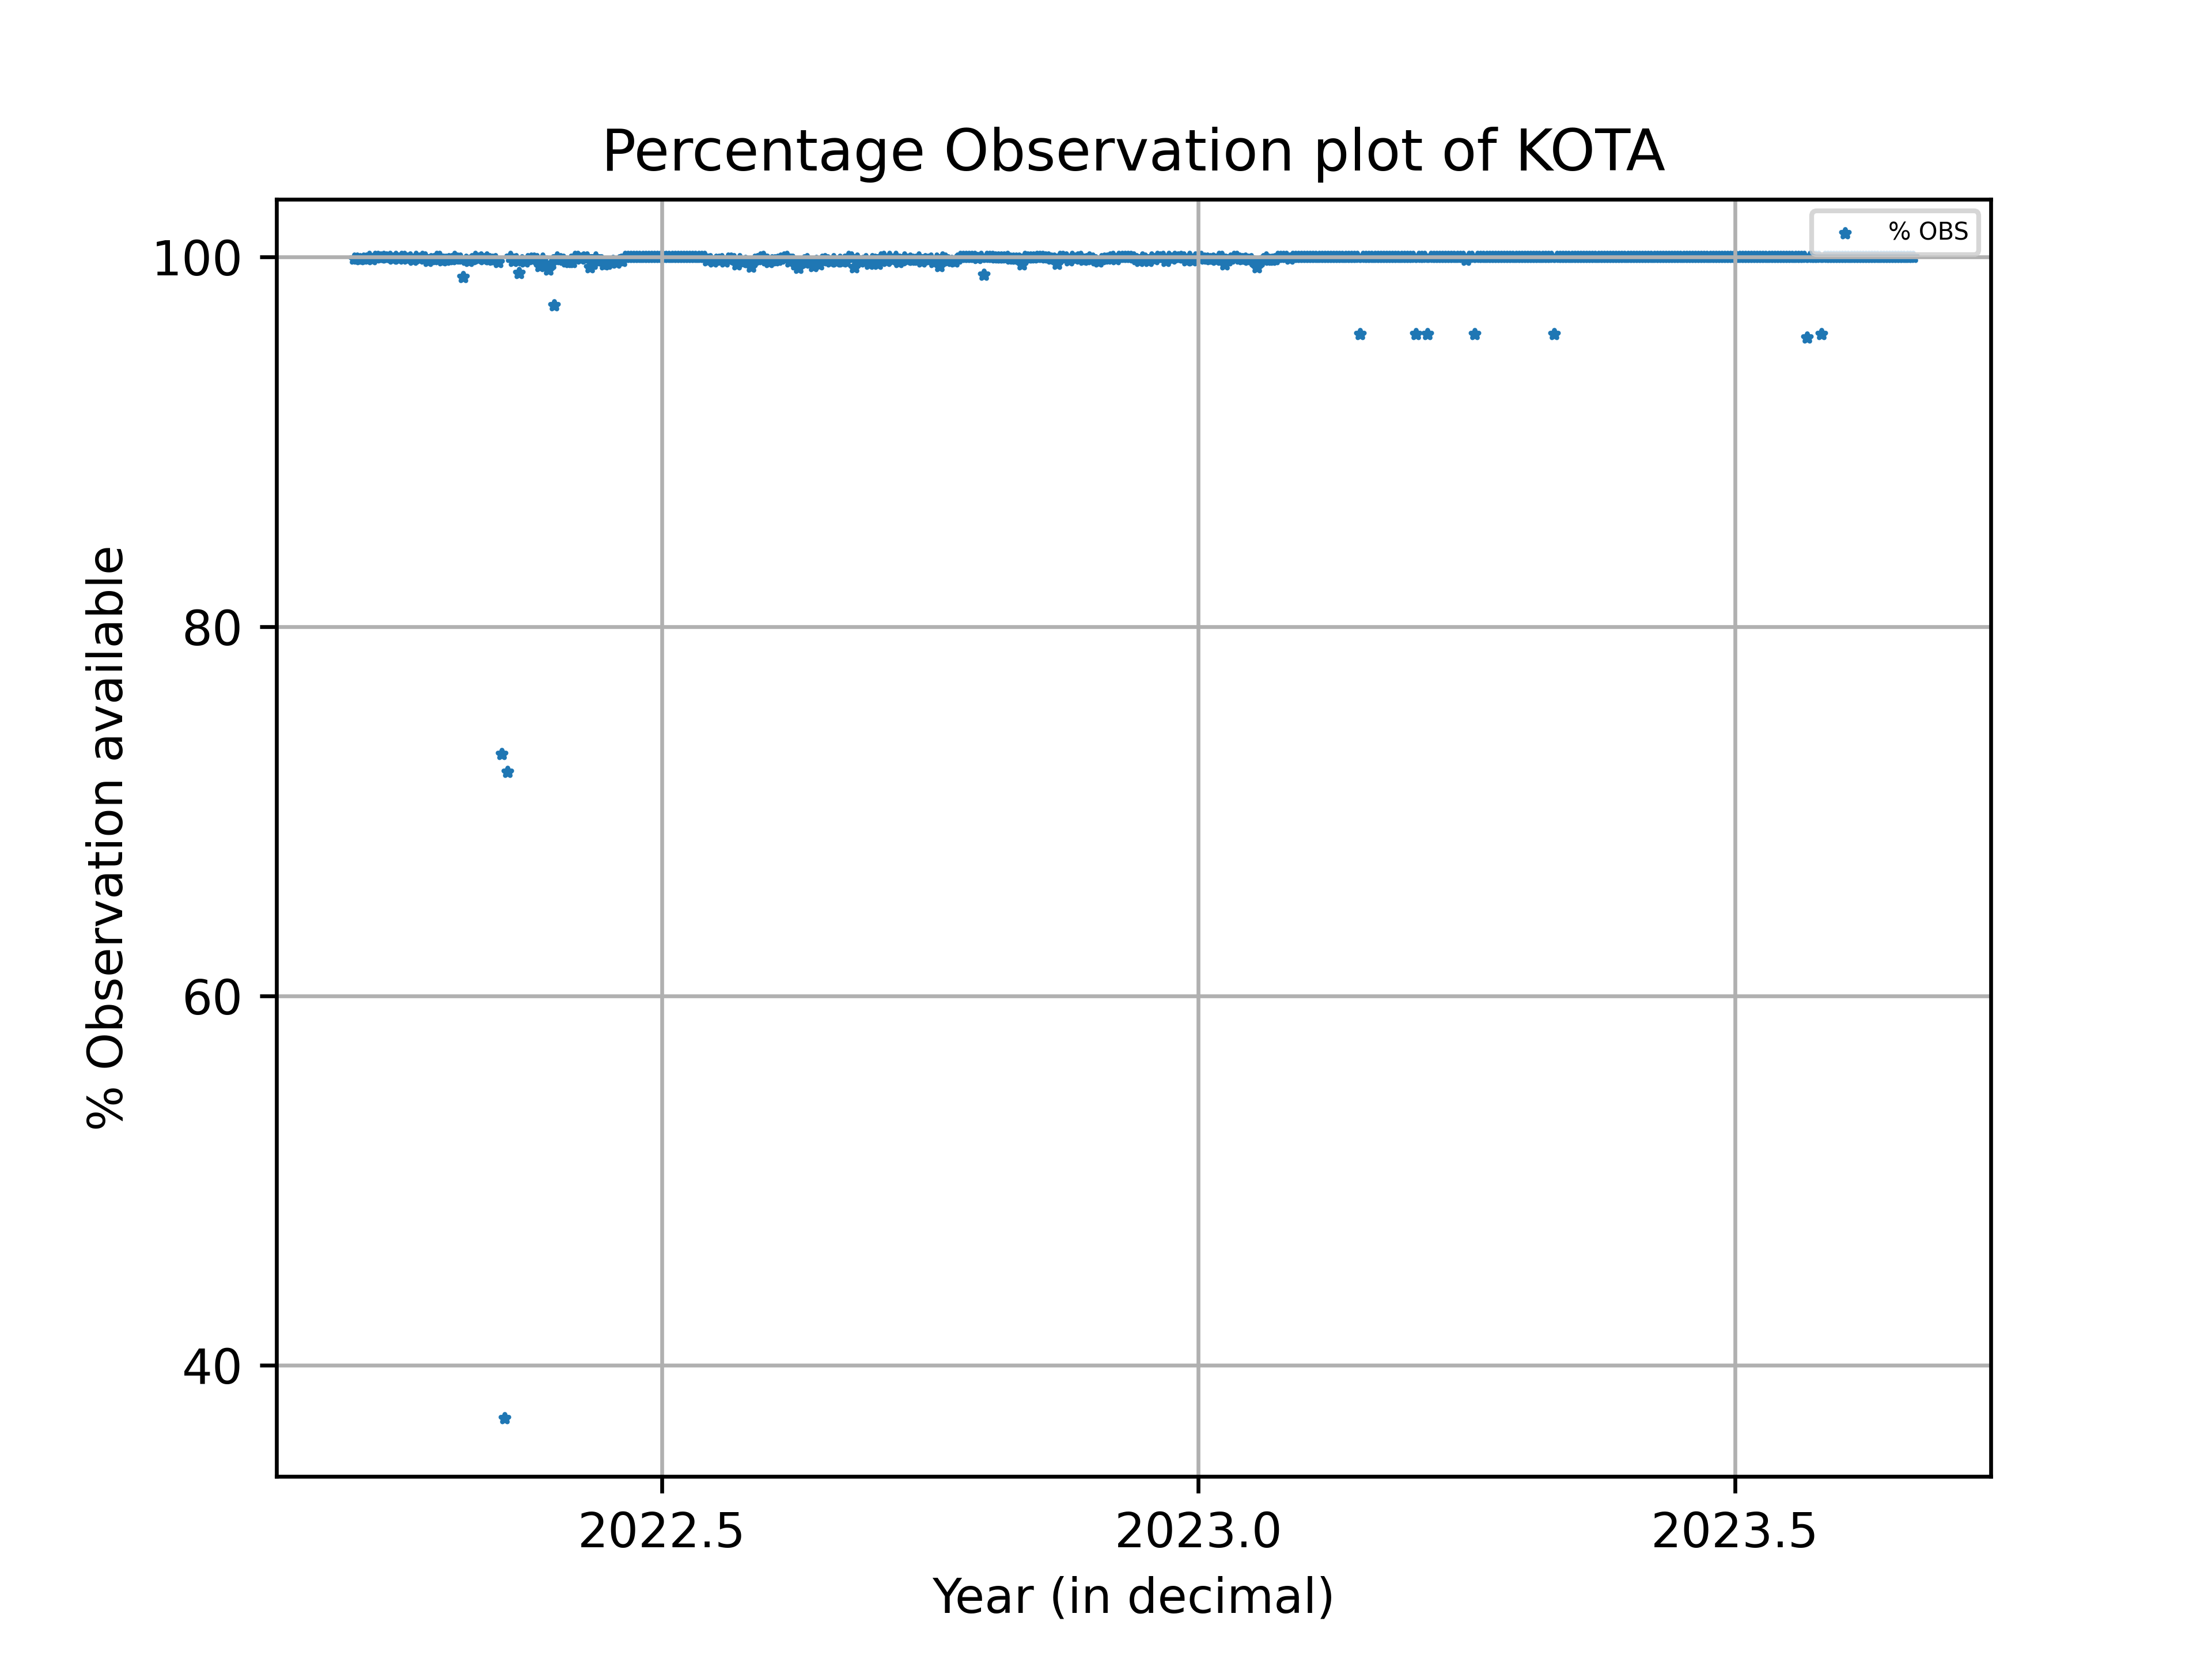 Percentage Observation plot of KOTA
% OBS
100
80
60
40
% Observation available
2022.5
2023.0
2023.5
Year (in decimal)